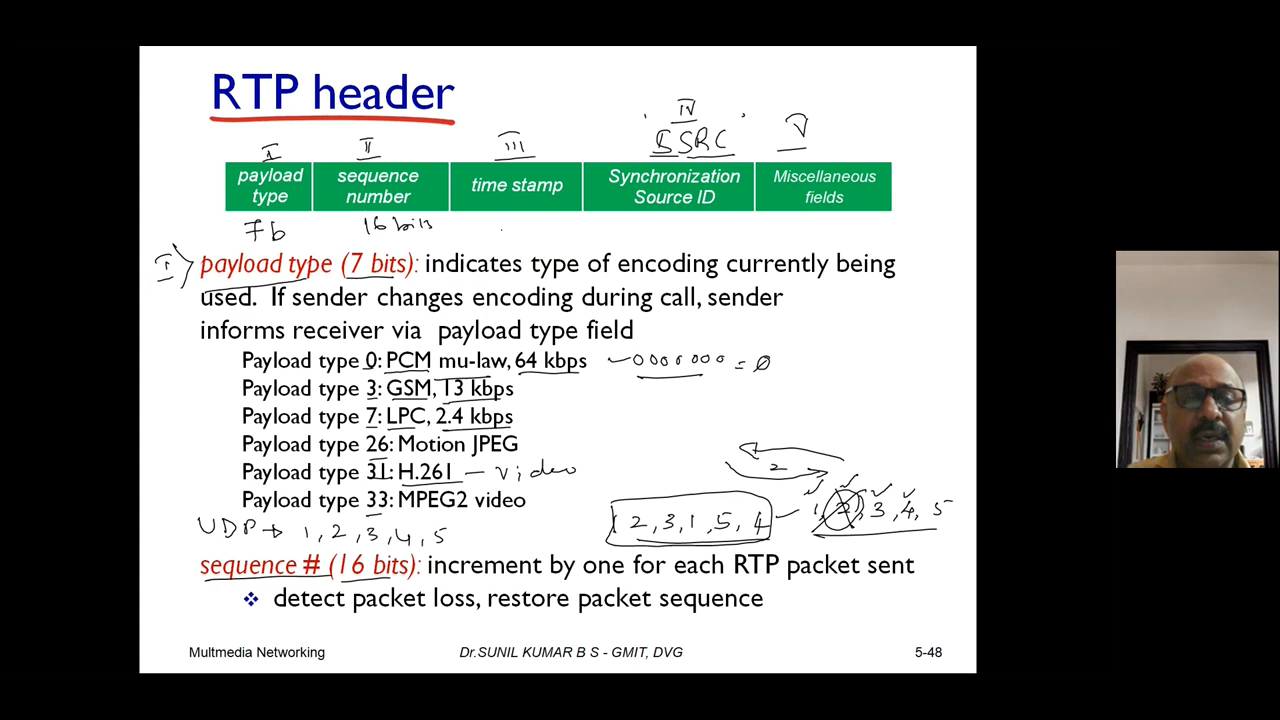 RTP header
IV
SSRC
V
I
II
III
payload type
sequence number
time stamp
Synchronization Source ID
Miscellaneous fields
7b
16 bits
I
payload type (7 bits): indicates type of encoding currently being
used. If sender changes encoding during call, sender
informs receiver via payload type field
Payload type 0: PCM mu-law, 64 kbps
0000000 = 0
Payload type 3: GSM, 13 kbps
Payload type 7: LPC, 2.4 kbps
Payload type 26: Motion JPEG
Payload type 31: H.261 – video
2
Payload type 33: MPEG2 video
2, 3, 1, 5, 4 – 1, 2, 3, 4, 5
UDP → 1, 2, 3, 4, 5
sequence # (16 bits): increment by one for each RTP packet sent
❖ detect packet loss, restore packet sequence
Multmedia Networking
Dr.SUNIL KUMAR B S - GMIT, DVG
5-48